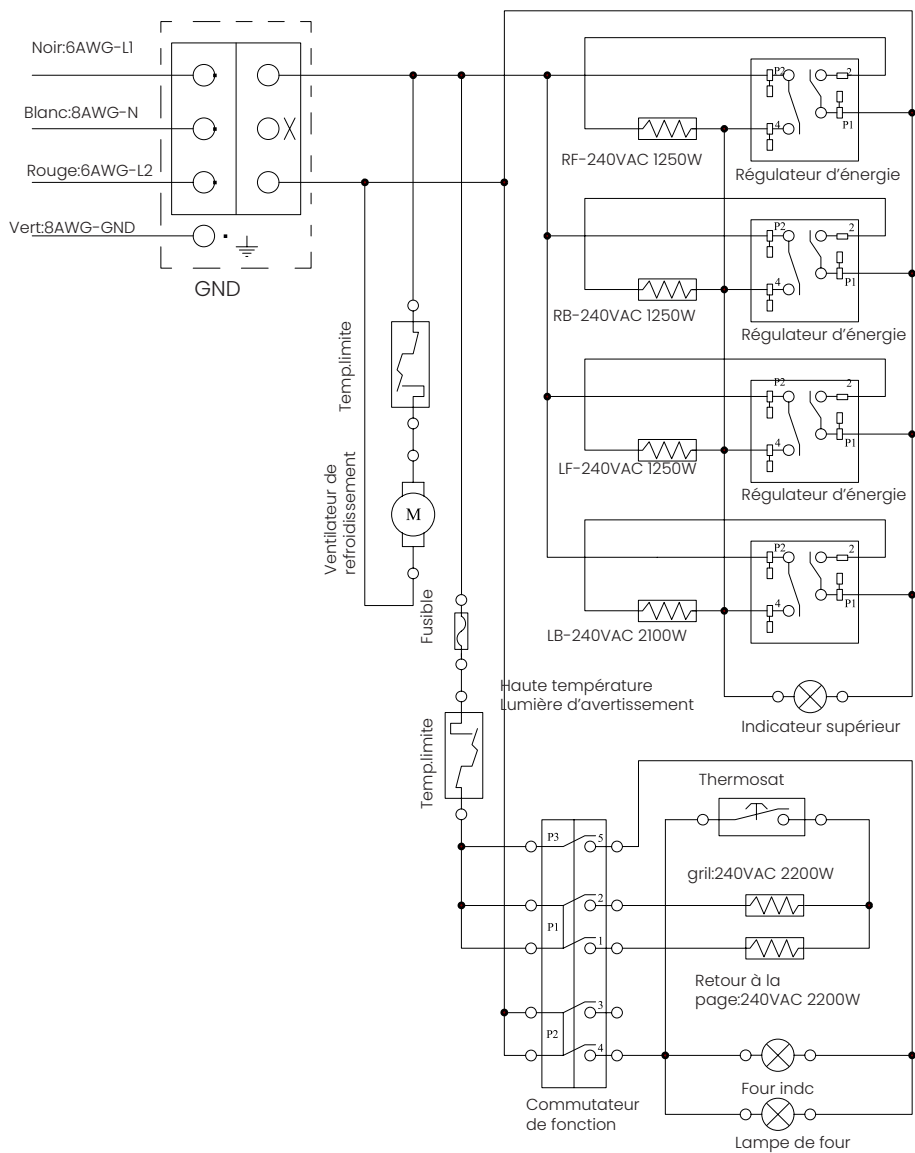 Noir:6AWG-L1
Blanc:8AWG-N
Rouge:6AWG-L2
Vert:8AWG-GND
GND
X
P2
2
4
P1
RF-240VAC 1250W
Régulateur d'énergie
P2
2
4
P1
RB-240VAC 1250W
Régulateur d'énergie
P2
2
4
P1
LF-240VAC 1250W
Régulateur d'énergie
P2
2
4
P1
LB-240VAC 2100W
Temp.limite
Ventilateur de
refroidissement
M
Fusible
Haute température
Lumière d'avertissement
Indicateur supérieur
Temp.limite
Thermosat
P3
5
gril:240VAC 2200W
2
P1
1
Retour à la
page:240VAC 2200W
3
P2
4
Four indc
Commutateur
de fonction
Lampe de four